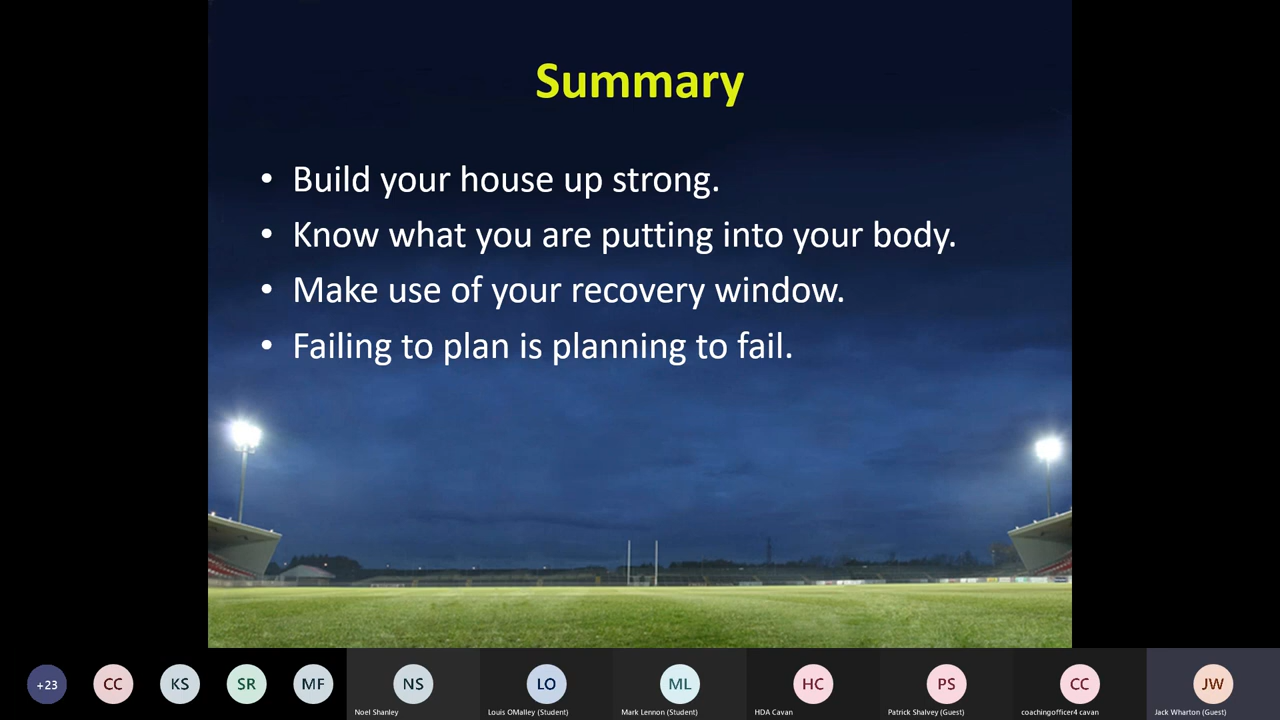 Summary
• Build your house up strong.
• Know what you are putting into your body.
• Make use of your recovery window.
• Failing to plan is planning to fail.
+23
CC
KS
SR
MF
NS
LO
ML
HC
PS
CC
JW
Noel Shanley
Louis OMalley (Student)
Mark Lennon (Student)
HDA Cavan
Patrick Shalvey (Guest)
coachingofficer4 cavan
Jack Wharton (Guest)